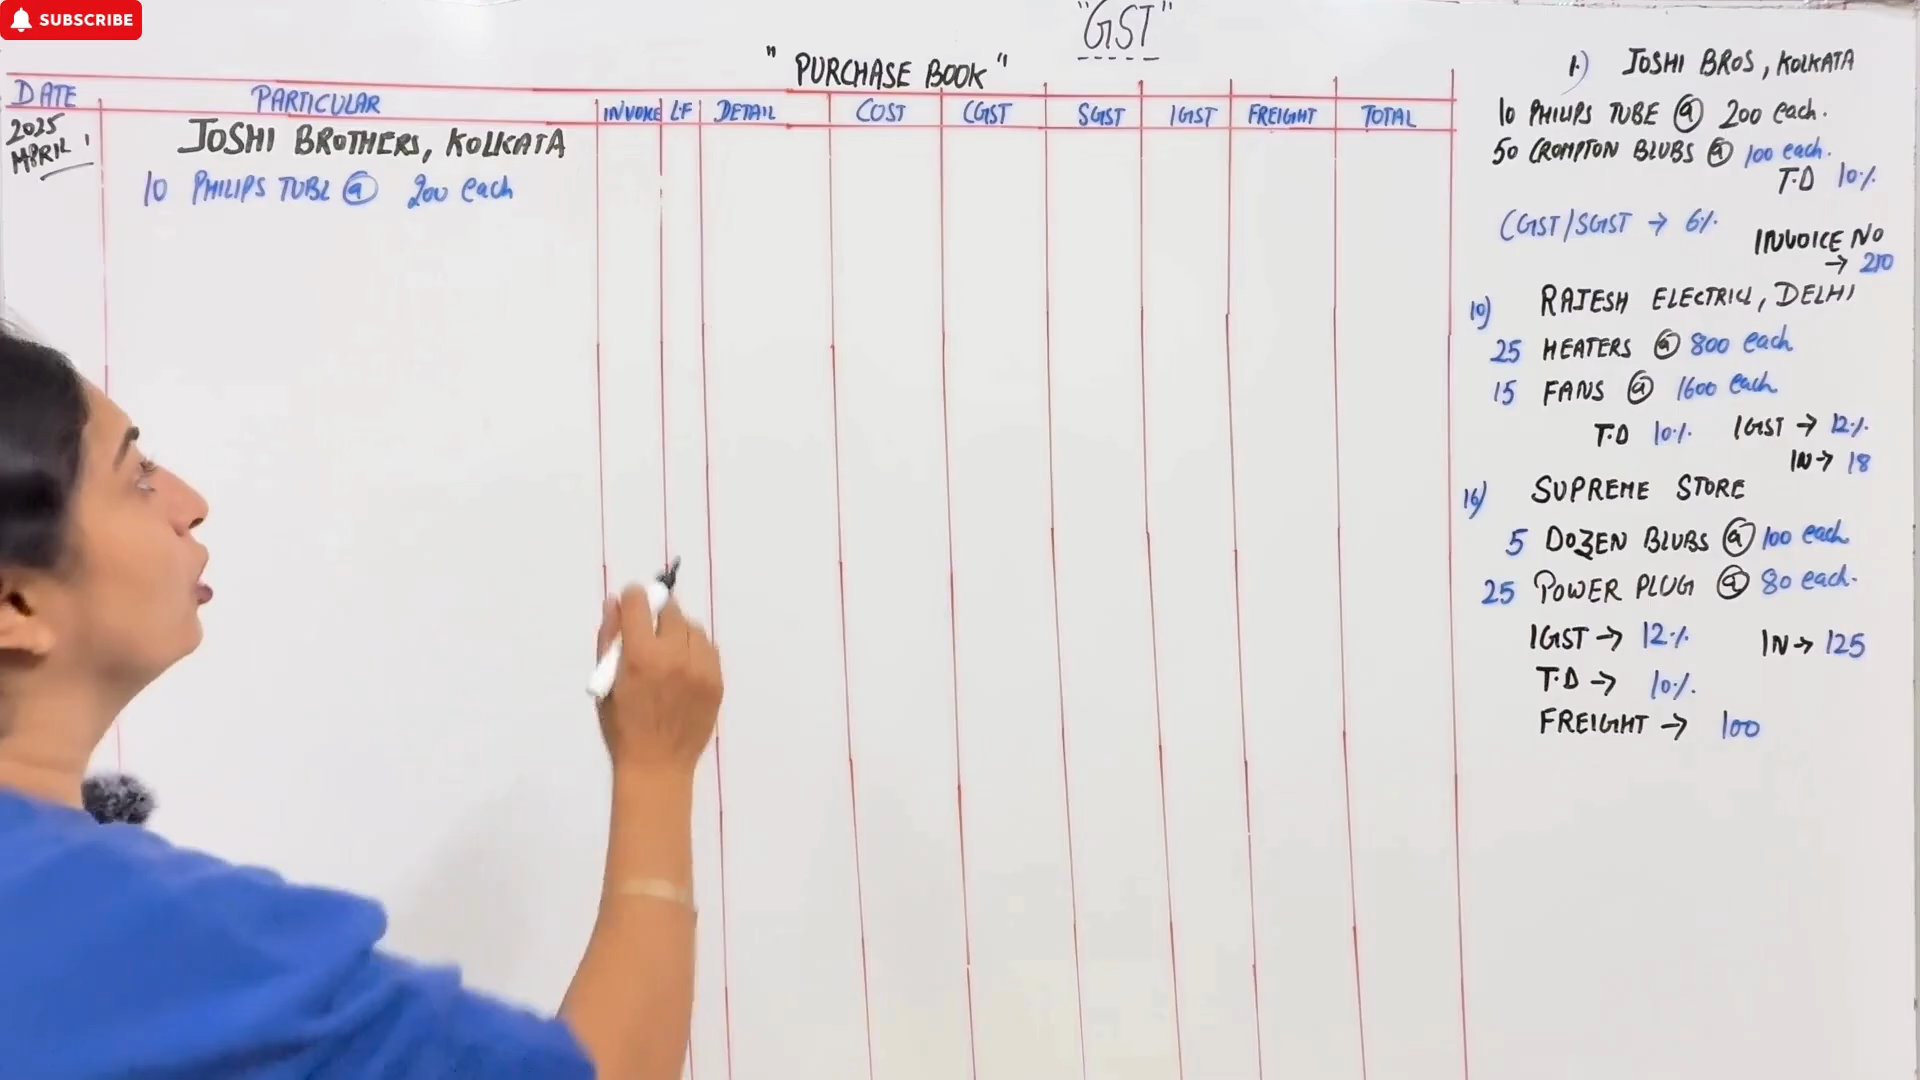 SUBSCRIBE
"GST"
"PURCHASE BOOK"
DATE PARTICULAR INVOICE LF DETAIL COST CGST SGST IGST FREIGHT TOTAL
2025
APRIL 1
JOSHI BROTHERS, KOLKATA
10 PHILIPS TUBE @ 200 each
1) JOSHI BROS, KOLKATA
10 PHILIPS TUBE @ 200 each.
50 CROMPTON BLUBS @ 100 each.
T.D 10%
CGST/SGST → 6%
INVOICE NO
→ 210
10) RAJESH ELECTRICL, DELHI
25 HEATERS @ 800 each
15 FANS @ 1600 each
T.D 10% IGST → 12%
IN → 18
16) SUPREME STORE
5 DOZEN BLUBS @ 100 each
25 POWER PLUG @ 80 each.
IGST → 12% IN → 125
T.D → 10%.
FREIGHT → 100